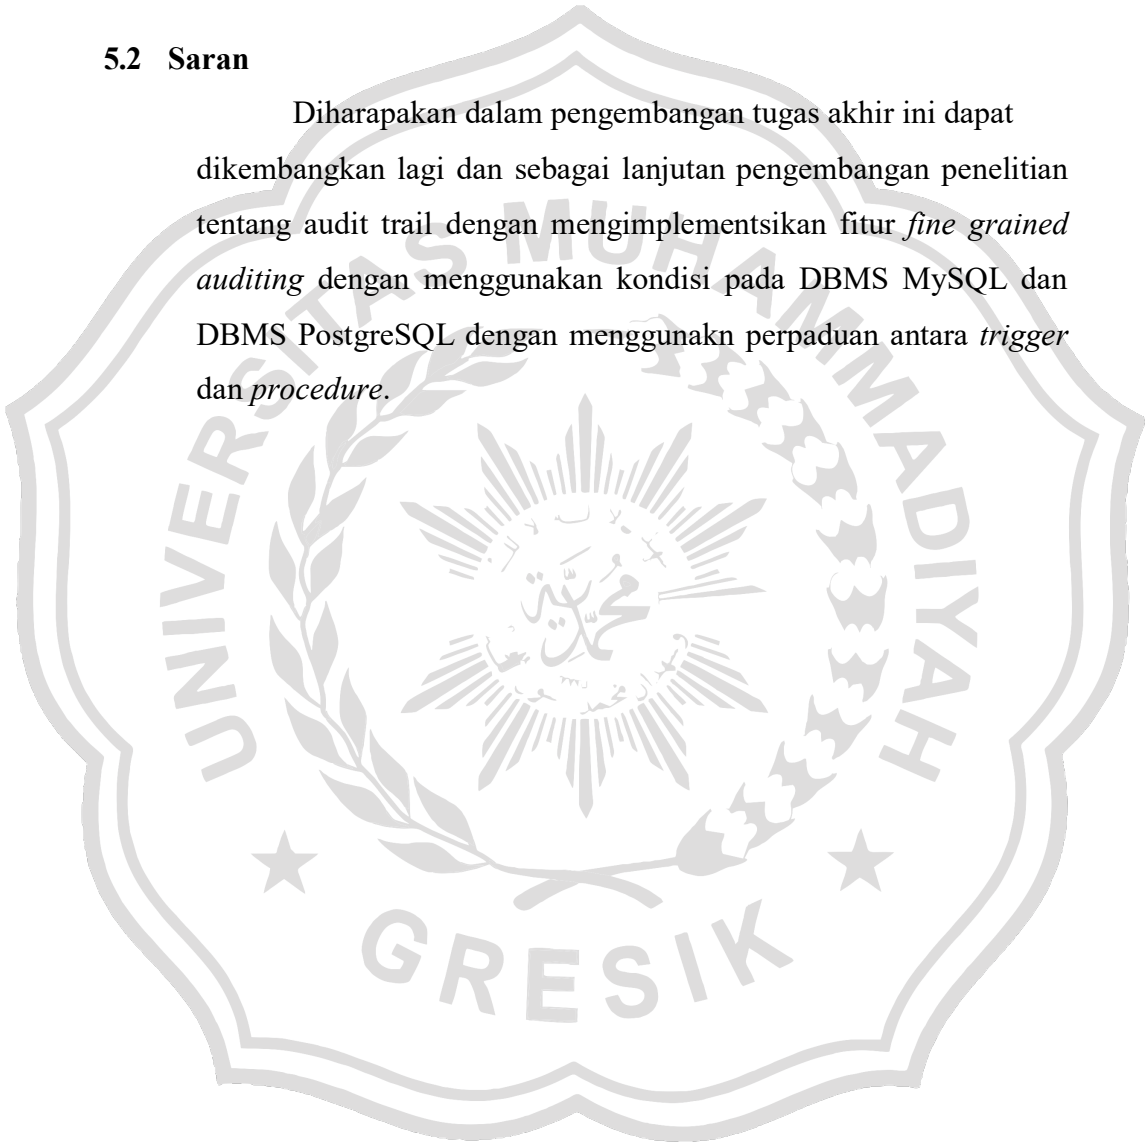 5.2 Saran
Diharapakan dalam pengembangan tugas akhir ini dapat
dikembangkan lagi dan sebagai lanjutan pengembangan penelitian
tentang audit trail dengan mengimplementsikan fitur fine grained
auditing dengan menggunakan kondisi pada DBMS MySQL dan
DBMS PostgreSQL dengan menggunakn perpaduan antara trigger
dan procedure.
UNIVERSITAS MUHAMMADIYAH
GRESIK